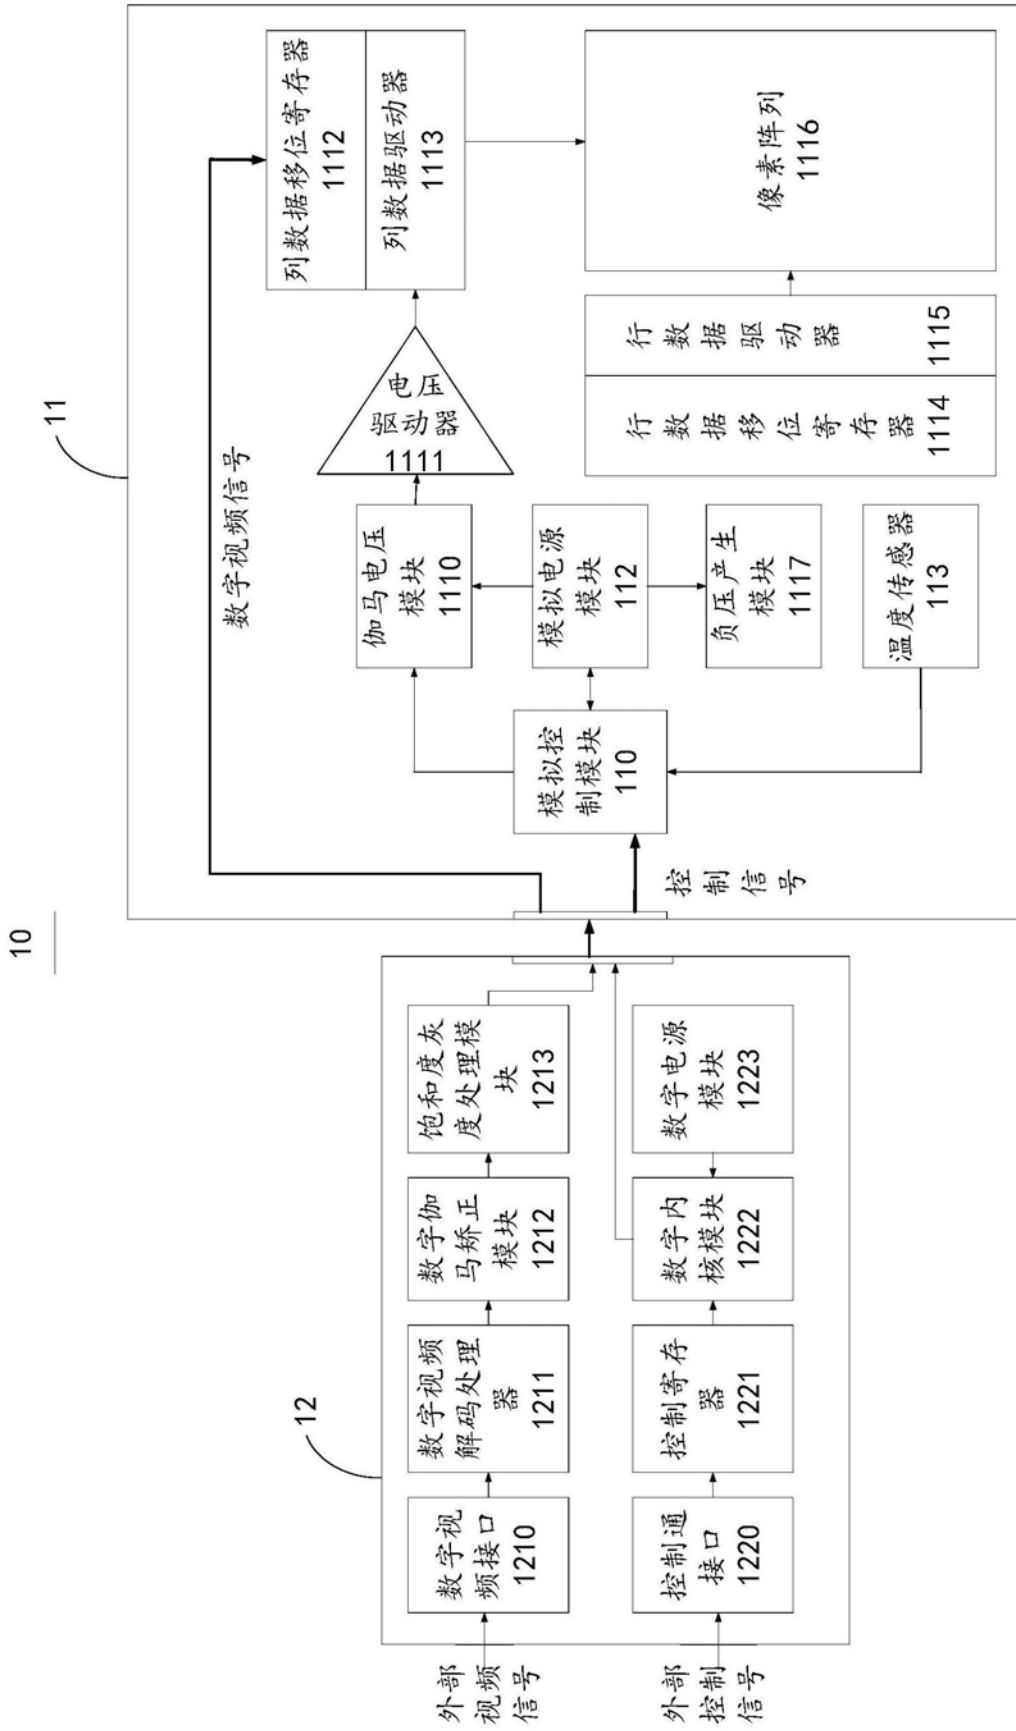 10
11
12
外部
视频
信号
数字视
频接口
1210
数字视频
解码处理
器
1211
数字伽
马矫正
模块
1212
饱和度灰
度处理模
块
1213
外部
控制
信号
控制通
接口
1220
控制寄存
器
1221
数字内
核模块
1222
数字电源
模块
1223
数字视频信号
控制
信号
模拟控
制模块
110
伽马电压
模块
1110
模拟电源
模块
112
负压产生
模块
1117
温度传感器
113
电压
驱动器
1111
列数据移位寄存器
1112
列数据驱动器
1113
行数据移位寄存器
1114
行数据驱动器
1115
像素阵列
1116